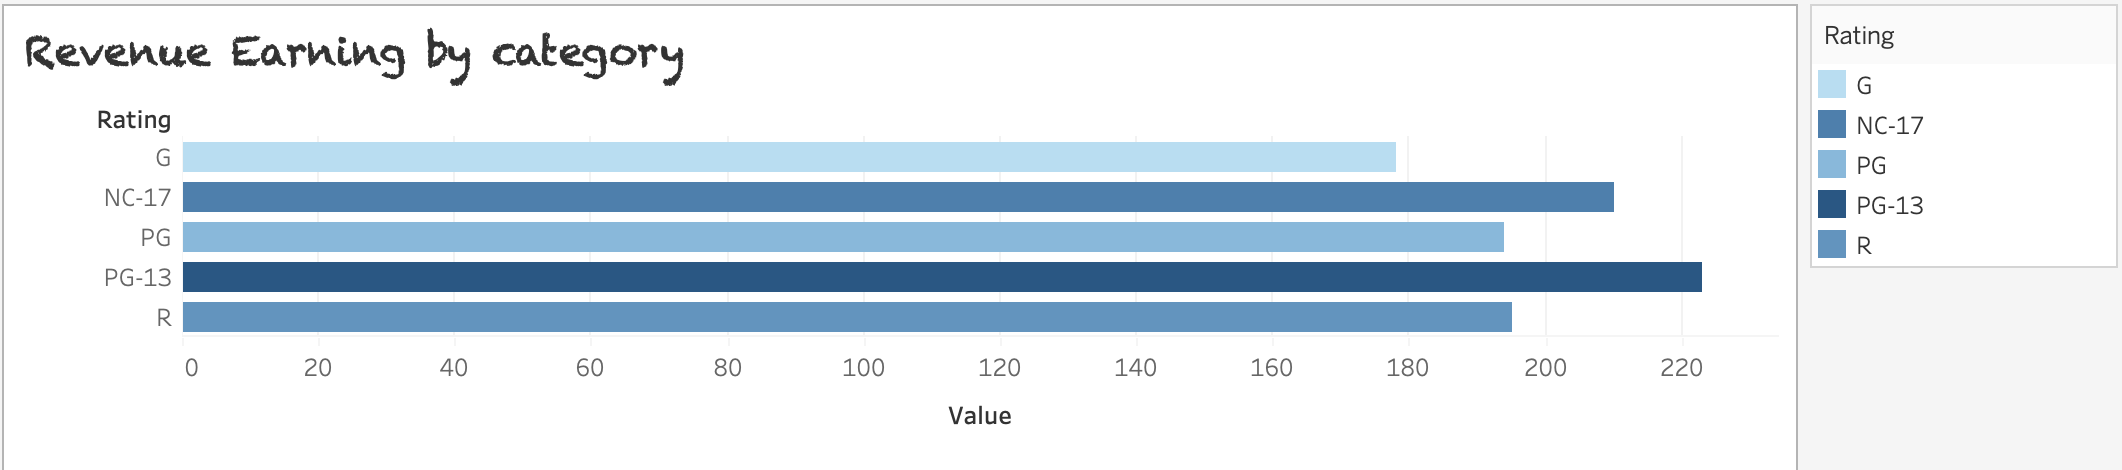 Revenue Earning by category
Rating
G
NC-17
PG
PG-13
R
0 20 40 60 80 100 120 140 160 180 200 220
Value
Rating
G
NC-17
PG
PG-13
R